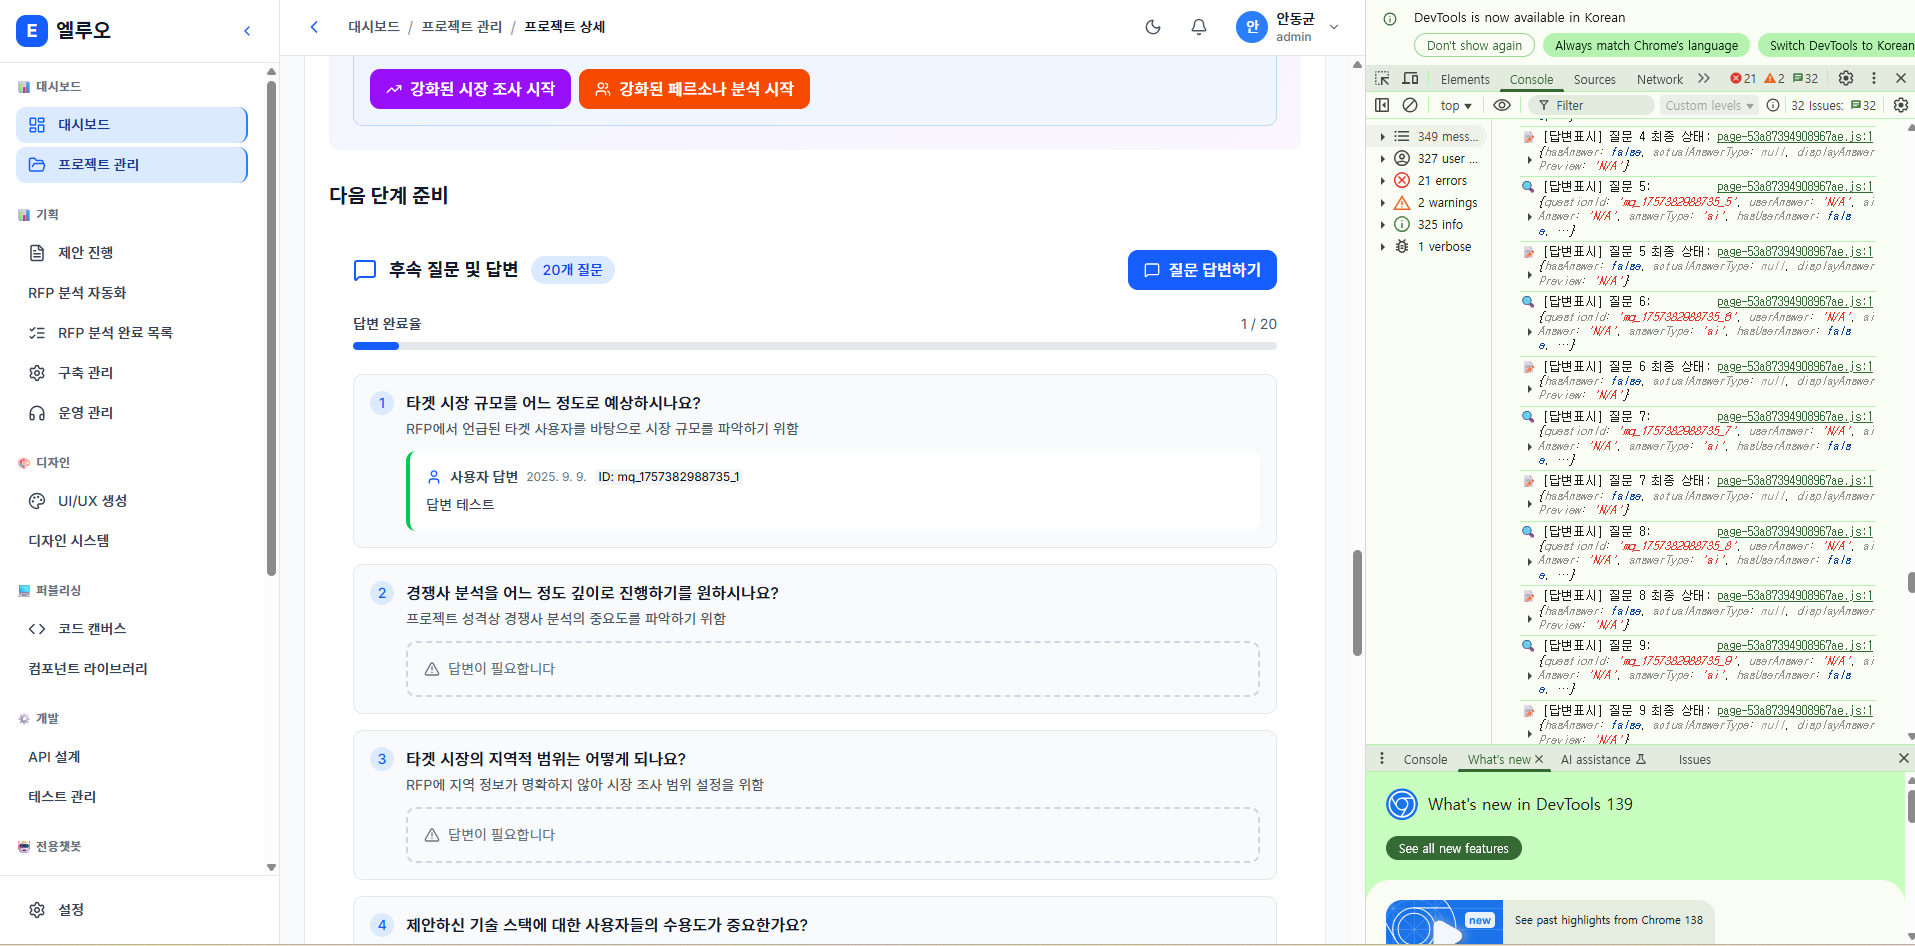 E 엘루오
대시보드
대시보드
프로젝트 관리
기획
제안 진행
RFP 분석 자동화
RFP 분석 완료 목록
구축 관리
운영 관리
디자인
UI/UX 생성
디자인 시스템
퍼블리싱
코드 캔버스
컴포넌트 라이브러리
개발
API 설계
테스트 관리
전용챗봇
설정
대시보드 / 프로젝트 관리 / 프로젝트 상세
안 안동균
admin
강화된 시장 조사 시작 강화된 페르소나 분석 시작
다음 단계 준비
후속 질문 및 답변 20개 질문 질문 답변하기
답변 완료율 1 / 20
1 타겟 시장 규모를 어느 정도로 예상하시나요?
RFP에서 언급된 타겟 사용자를 바탕으로 시장 규모를 파악하기 위함
사용자 답변 2025. 9. 9. ID: mq_1757382988735_1
답변 테스트
2 경쟁사 분석을 어느 정도 깊이로 진행하기를 원하시나요?
프로젝트 성격상 경쟁사 분석의 중요도를 파악하기 위함
답변이 필요합니다
3 타겟 시장의 지역적 범위는 어떻게 되나요?
RFP에 지역 정보가 명확하지 않아 시장 조사 범위 설정을 위함
답변이 필요합니다
4 제안하신 기술 스택에 대한 사용자들의 수용도가 중요한가요?
DevTools is now available in Korean
Don't show again Always match Chrome's language Switch DevTools to Korean
Elements Console Sources Network 21 2 32
top Filter Custom levels 32 Issues: 32
349 mess...
327 user ...
21 errors
2 warnings
325 info
1 verbose
[답변표시] 질문 4 최종 상태: page-53a87394908967ae.js:1
{hasAnswer: false, actualAnswerType: null, displayAnswer
Preview: 'N/A'}
[답변표시] 질문 5: page-53a87394908967ae.js:1
{questionId: 'mq_1757382988735_5', userAnswer: 'N/A', ai
Answer: 'N/A', answerType: 'ai', hasUserAnswer: fals
e, …}
[답변표시] 질문 5 최종 상태: page-53a87394908967ae.js:1
{hasAnswer: false, actualAnswerType: null, displayAnswer
Preview: 'N/A'}
[답변표시] 질문 6: page-53a87394908967ae.js:1
{questionId: 'mq_1757382988735_6', userAnswer: 'N/A', ai
Answer: 'N/A', answerType: 'ai', hasUserAnswer: fals
e, …}
[답변표시] 질문 6 최종 상태: page-53a87394908967ae.js:1
{hasAnswer: false, actualAnswerType: null, displayAnswer
Preview: 'N/A'}
[답변표시] 질문 7: page-53a87394908967ae.js:1
{questionId: 'mq_1757382988735_7', userAnswer: 'N/A', ai
Answer: 'N/A', answerType: 'ai', hasUserAnswer: fals
e, …}
[답변표시] 질문 7 최종 상태: page-53a87394908967ae.js:1
{hasAnswer: false, actualAnswerType: null, displayAnswer
Preview: 'N/A'}
[답변표시] 질문 8: page-53a87394908967ae.js:1
{questionId: 'mq_1757382988735_8', userAnswer: 'N/A', ai
Answer: 'N/A', answerType: 'ai', hasUserAnswer: fals
e, …}
[답변표시] 질문 8 최종 상태: page-53a87394908967ae.js:1
{hasAnswer: false, actualAnswerType: null, displayAnswer
Preview: 'N/A'}
[답변표시] 질문 9: page-53a87394908967ae.js:1
{questionId: 'mq_1757382988735_9', userAnswer: 'N/A', ai
Answer: 'N/A', answerType: 'ai', hasUserAnswer: fals
e, …}
[답변표시] 질문 9 최종 상태: page-53a87394908967ae.js:1
{hasAnswer: false, actualAnswerType: null, displayAnswer
Preview: 'N/A'}
Console What's new AI assistance Issues
What's new in DevTools 139
See all new features
new See past highlights from Chrome 138